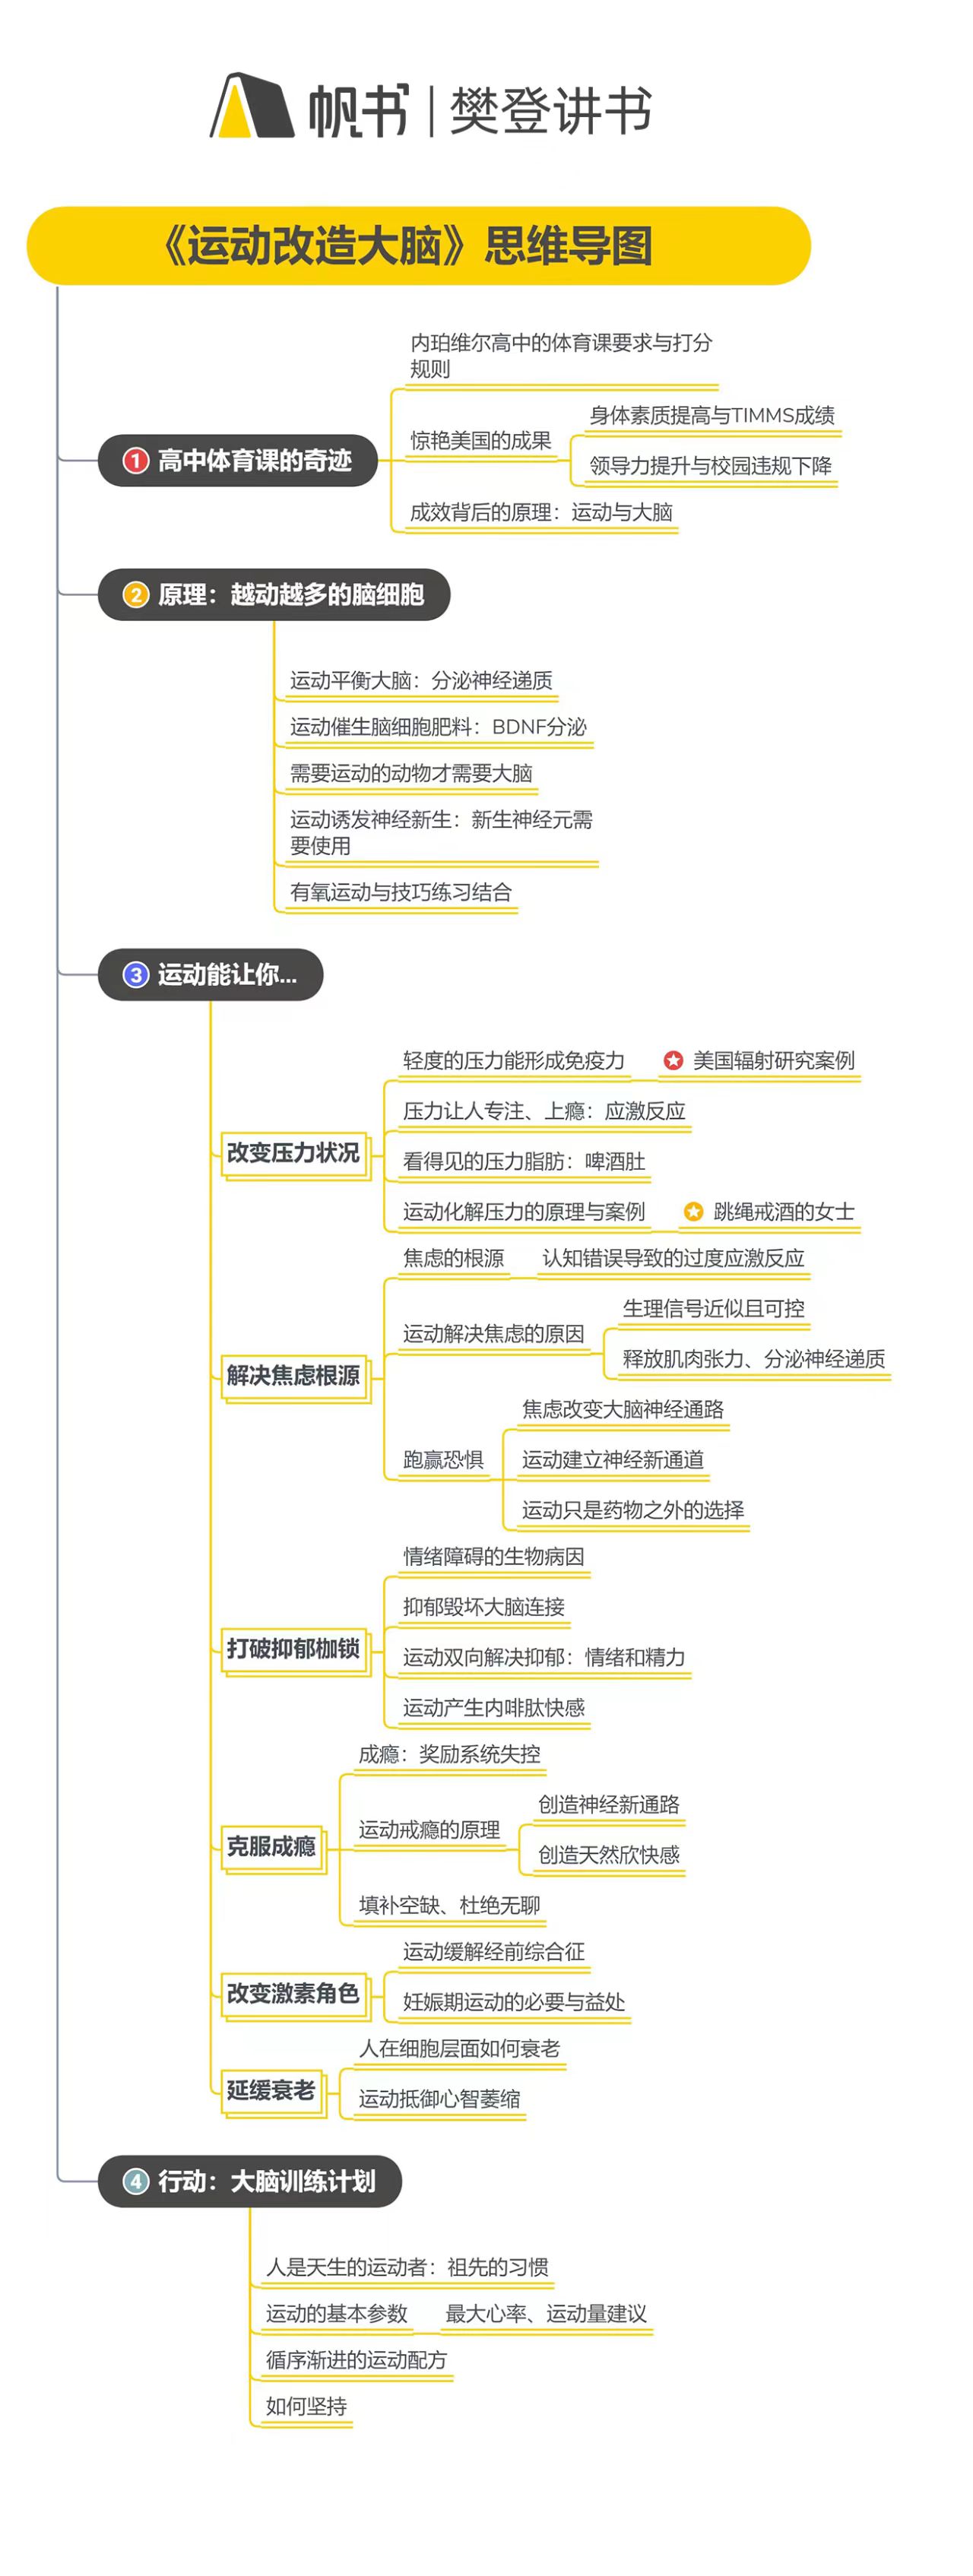 帆书 | 樊登讲书
《运动改造大脑》思维导图
1 高中体育课的奇迹
内珀维尔高中的体育课要求与打分
规则
惊艳美国的成果
身体素质提高与TIMMS成绩
领导力提升与校园违规下降
成效背后的原理：运动与大脑
2 原理：越动越多的脑细胞
运动平衡大脑：分泌神经递质
运动催生脑细胞肥料：BDNF分泌
需要运动的动物才需要大脑
运动诱发神经新生：新生神经元需
要使用
有氧运动与技巧练习结合
3 运动能让你...
改变压力状况
轻度的压力能形成免疫力
美国辐射研究案例
压力让人专注、上瘾：应激反应
看得见的压力脂肪：啤酒肚
运动化解压力的原理与案例
跳绳戒酒的女士
解决焦虑根源
焦虑的根源
认知错误导致的过度应激反应
运动解决焦虑的原因
生理信号近似且可控
释放肌肉张力、分泌神经递质
跑赢恐惧
焦虑改变大脑神经通路
运动建立神经新通道
运动只是药物之外的选择
打破抑郁枷锁
情绪障碍的生物病因
抑郁毁坏大脑连接
运动双向解决抑郁：情绪和精力
运动产生内啡肽快感
克服成瘾
成瘾：奖励系统失控
运动戒瘾的原理
创造神经新通路
创造天然欣快感
填补空缺、杜绝无聊
改变激素角色
运动缓解经前综合征
妊娠期运动的必要与益处
延缓衰老
人在细胞层面如何衰老
运动抵御心智萎缩
4 行动：大脑训练计划
人是天生的运动者：祖先的习惯
运动的基本参数
最大心率、运动量建议
循序渐进的运动配方
如何坚持